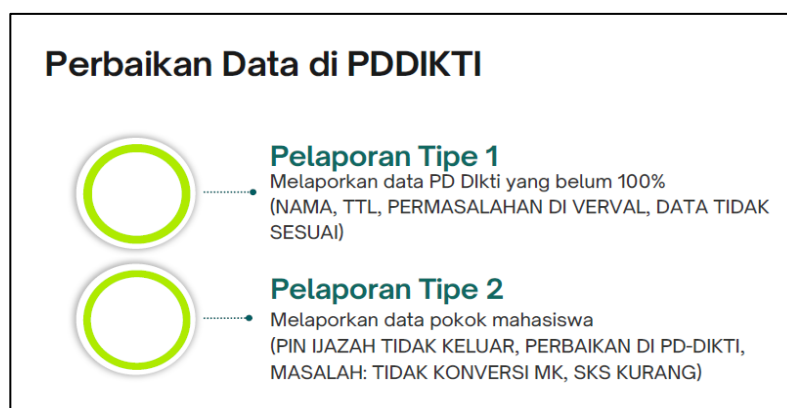 Perbaikan Data di PDDIKTI
Pelaporan Tipe 1
Melaporkan data PD DIkti yang belum 100%
(NAMA, TTL, PERMASALAHAN DI VERVAL, DATA TIDAK
SESUAI)
Pelaporan Tipe 2
Melaporkan data pokok mahasiswa
(PIN IJAZAH TIDAK KELUAR, PERBAIKAN DI PD-DIKTI,
MASALAH: TIDAK KONVERSI MK, SKS KURANG)